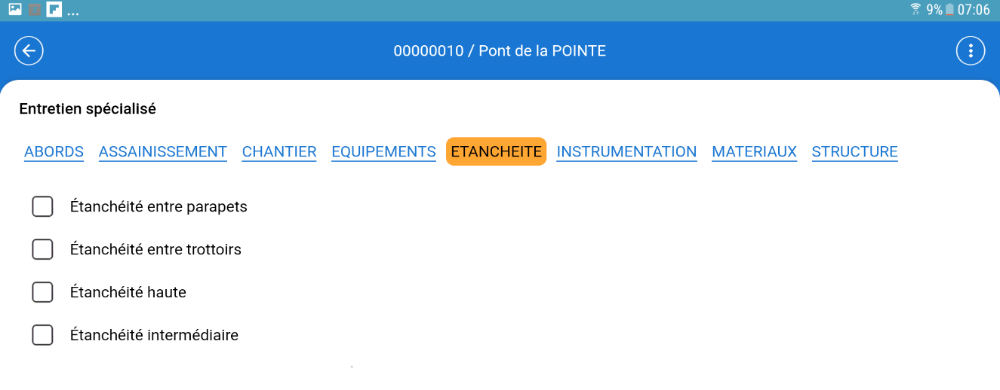 ... 9% 07:06
00000010 / Pont de la POINTE
Entretien spécialisé
ABORDS ASSAINISSEMENT CHANTIER EQUIPEMENTS ETANCHEITE INSTRUMENTATION MATERIAUX STRUCTURE
Étanchéité entre parapets
Étanchéité entre trottoirs
Étanchéité haute
Étanchéité intermédiaire